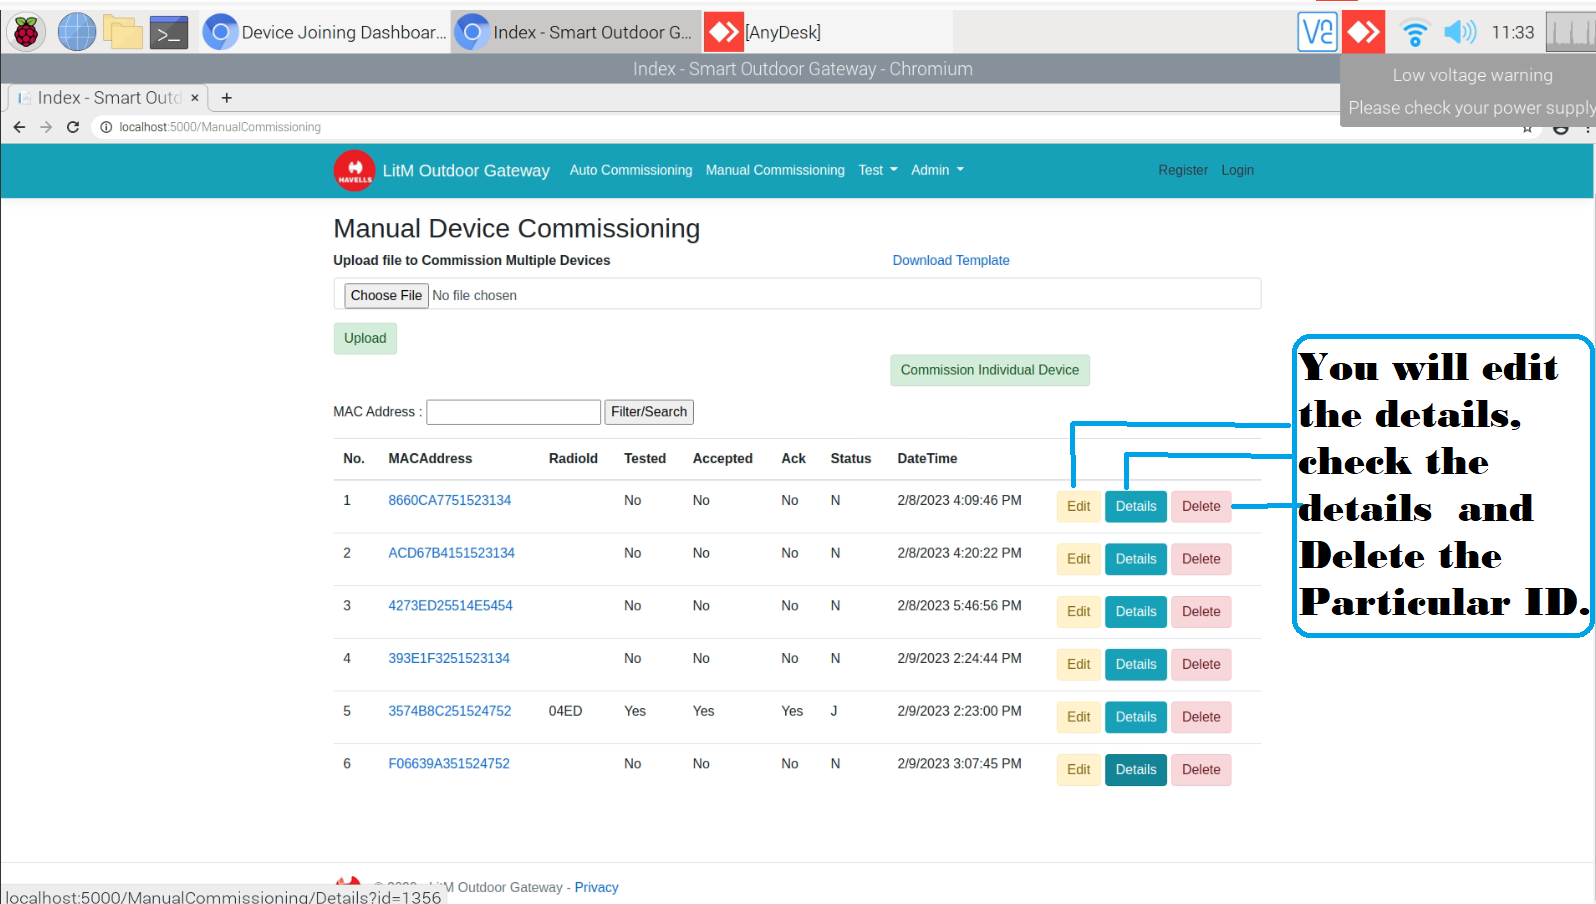 Device Joining Dashboar...
Index - Smart Outdoor G...
[AnyDesk]
11:33
Index - Smart Outdoor Gateway - Chromium
Low voltage warning
Please check your power supply
Index - Smart Outd
localhost:5000/ManualCommissioning
HAVELLS
LitM Outdoor Gateway Auto Commissioning Manual Commissioning Test Admin Register Login
Manual Device Commissioning
Upload file to Commission Multiple Devices Download Template
Choose File No file chosen
Upload
Commission Individual Device
MAC Address : Filter/Search
No. MACAddress RadioId Tested Accepted Ack Status DateTime
1 8660CA7751523134 No No No N 2/8/2023 4:09:46 PM Edit Details Delete
2 ACD67B4151523134 No No No N 2/8/2023 4:20:22 PM Edit Details Delete
3 4273ED25514E5454 No No No N 2/8/2023 5:46:56 PM Edit Details Delete
4 393E1F3251523134 No No No N 2/9/2023 2:24:44 PM Edit Details Delete
5 3574B8C251524752 04ED Yes Yes Yes J 2/9/2023 2:23:00 PM Edit Details Delete
6 F06639A351524752 No No No N 2/9/2023 3:07:45 PM Edit Details Delete
You will edit
the details,
check the
details and
Delete the
Particular ID.
M Outdoor Gateway - Privacy
localhost:5000/ManualCommissioning/Details?id=1356